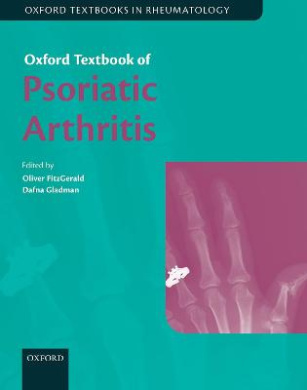 OXFORD TEXTBOOKS IN RHEUMATOLOGY
Oxford Textbook of
Psoriatic
Arthritis
Edited by
Oliver FitzGerald
Dafna Gladman
OXFORD